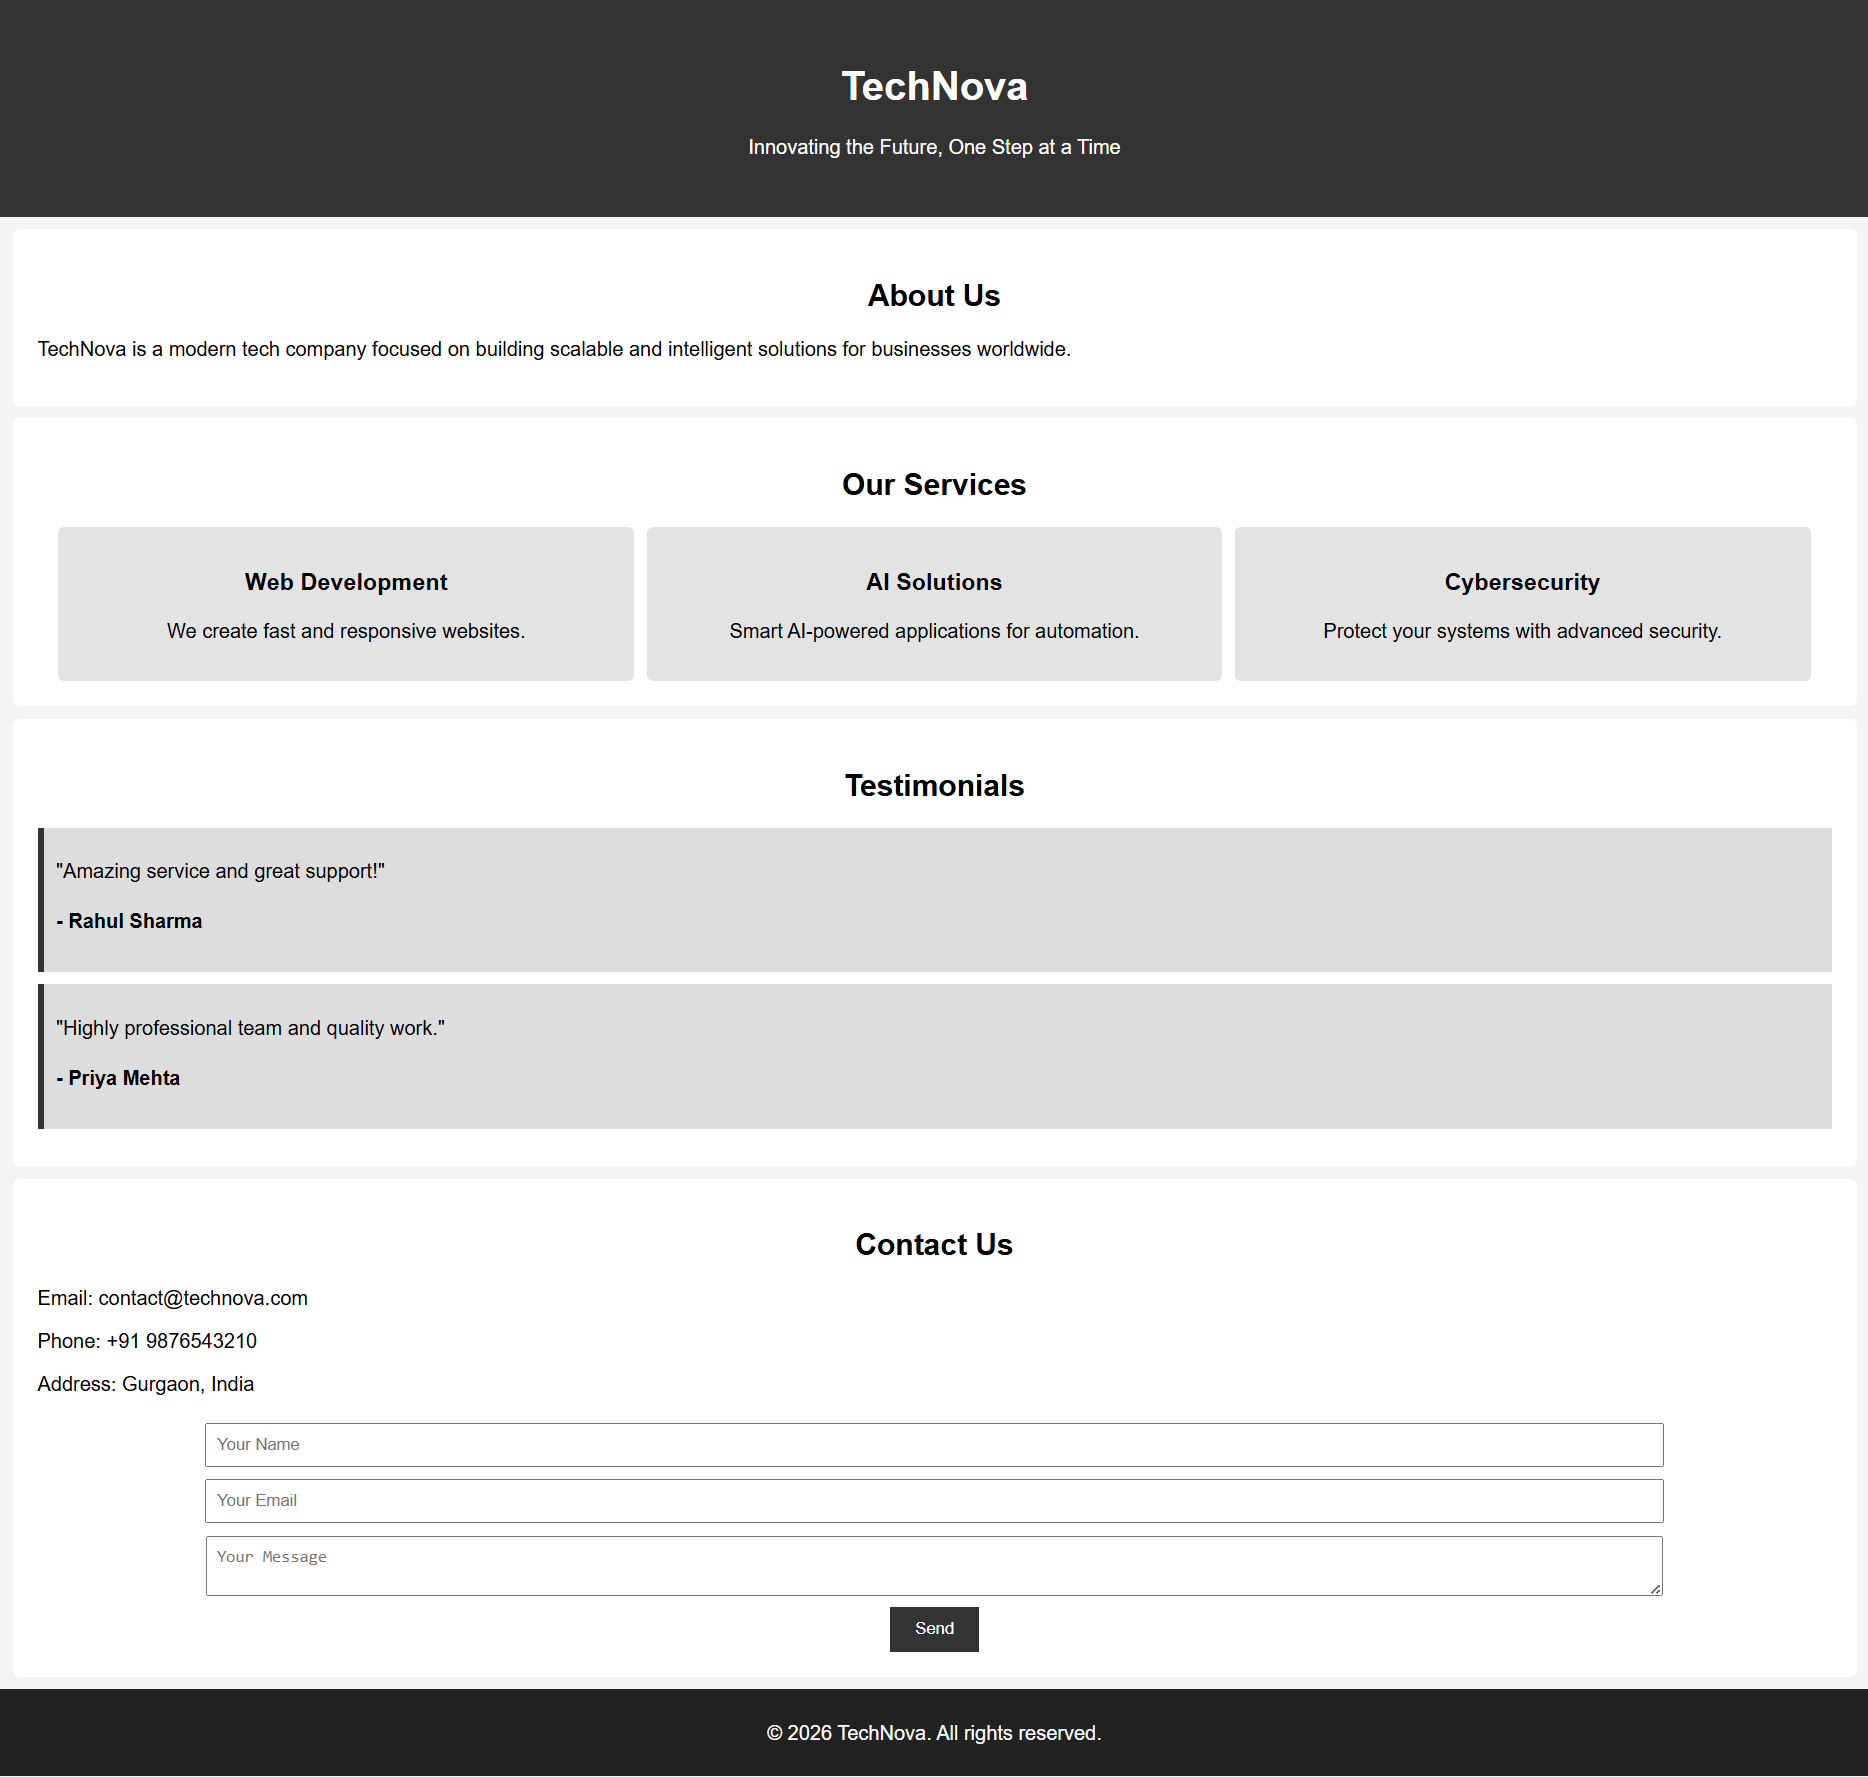 TechNova
Innovating the Future, One Step at a Time
About Us
TechNova is a modern tech company focused on building scalable and intelligent solutions for businesses worldwide.
Our Services
Web Development
We create fast and responsive websites.
AI Solutions
Smart AI-powered applications for automation.
Cybersecurity
Protect your systems with advanced security.
Testimonials
"Amazing service and great support!"
- Rahul Sharma
"Highly professional team and quality work."
- Priya Mehta
Contact Us
Email: contact@technova.com
Phone: +91 9876543210
Address: Gurgaon, India
Your Name
Your Email
Your Message
Send
© 2026 TechNova. All rights reserved.